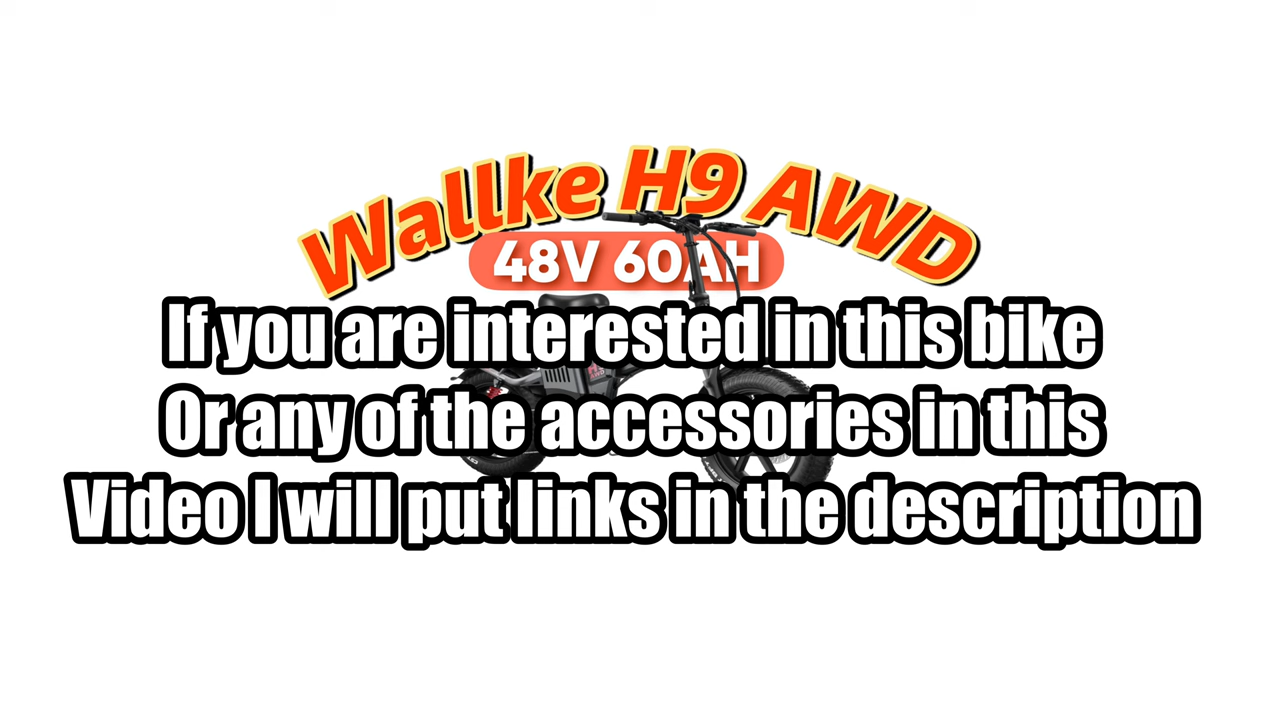 Wallke H9 AWD
48V 60AH
If you are interested in this bike
Or any of the accessories in this
Video I will put links in the description